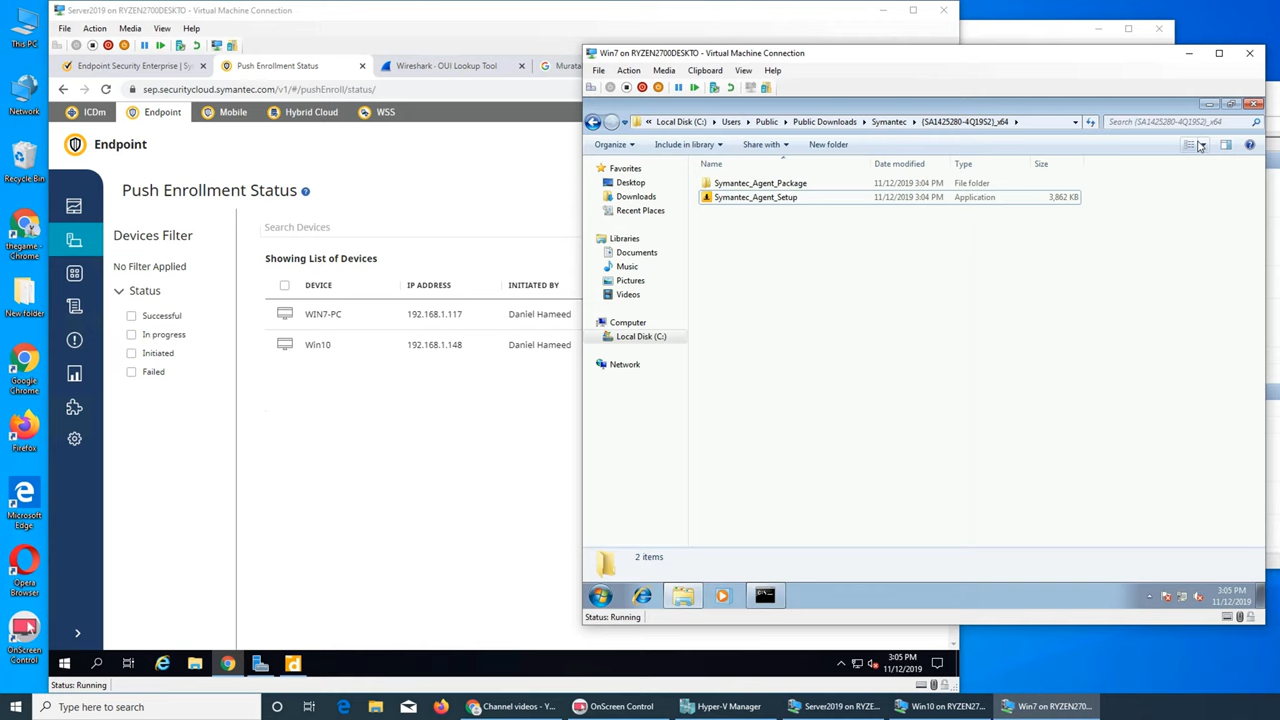 This PC
Network
Recycle Bin
thegame -
Chrome
New folder
Google
Chrome
Firefox
Microsoft
Edge
Opera
Browser
OnScreen
Control
Server2019 on RYZEN2700DESKTO - Virtual Machine Connection
File Action Media View Help
Endpoint Security Enterprise | Sy
Push Enrollment Status
Wireshark · OUI Lookup Tool
Murata
sep.securitycloud.symantec.com/v1/#/pushEnroll/status/
ICDm Endpoint Mobile Hybrid Cloud WSS
Endpoint
Push Enrollment Status
Devices Filter
No Filter Applied
Status
Successful
In progress
Initiated
Failed
Search Devices
Showing List of Devices
DEVICE IP ADDRESS INITIATED BY
WIN7-PC 192.168.1.117 Daniel Hameed
Win10 192.168.1.148 Daniel Hameed
3:05 PM
11/12/2019
Status: Running
Win7 on RYZEN2700DESKTO - Virtual Machine Connection
File Action Media Clipboard View Help
Local Disk (C:) Users Public Public Downloads Symantec {SA1425280-4Q19S2}_x64
Search {SA1425280-4Q19S2}_x64
Organize Include in library Share with New folder
Favorites
Desktop
Downloads
Recent Places
Libraries
Documents
Music
Pictures
Videos
Computer
Local Disk (C:)
Network
Name Date modified Type Size
Symantec_Agent_Package 11/12/2019 3:04 PM File folder
Symantec_Agent_Setup 11/12/2019 3:04 PM Application 3,862 KB
2 items
3:05 PM
11/12/2019
Status: Running
Type here to search
Channel videos - Y...
OnScreen Control
Hyper-V Manager
Server2019 on RYZE...
Win10 on RYZEN27...
Win7 on RYZEN270...